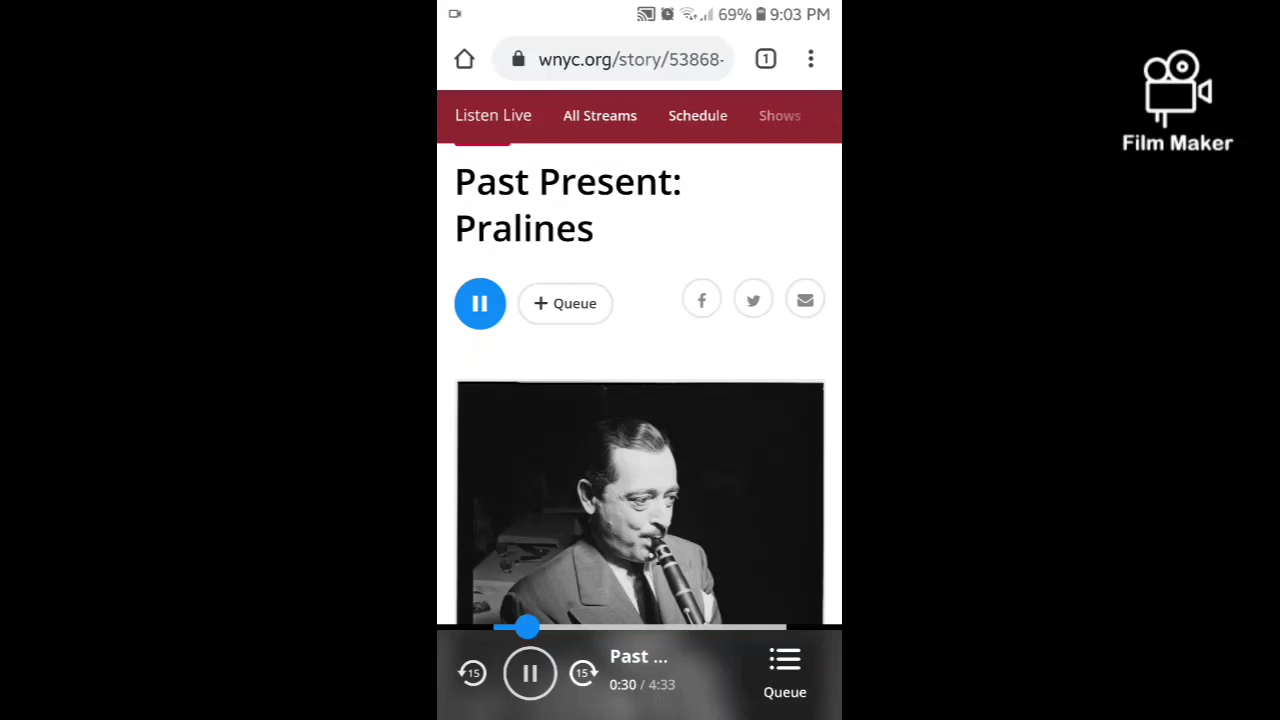 69% 9:03 PM
wnyc.org/story/53868-
1
Listen Live All Streams Schedule Shows
Past Present:
Pralines
+ Queue
f
Film Maker
15 15 Past ...
0:30 / 4:33
Queue